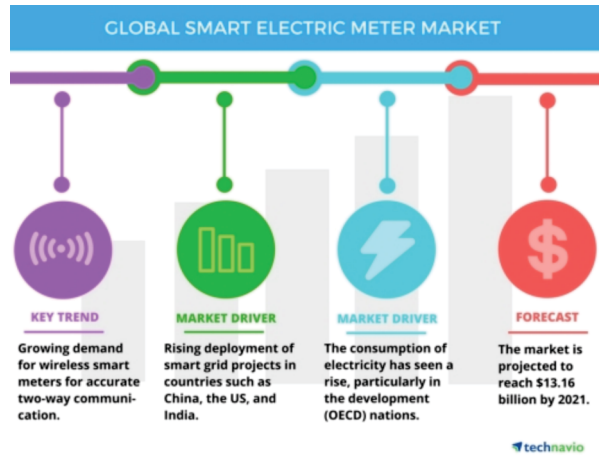 GLOBAL SMART ELECTRIC METER MARKET
KEY TREND
Growing demand
for wireless smart
meters for accurate
two-way communi-
cation.
MARKET DRIVER
Rising deployment of
smart grid projects in
countries such as
China, the US, and
India.
MARKET DRIVER
The consumption of
electricity has seen a
rise, particularly in
the development
(OECD) nations.
$
FORECAST
The market is
projected to
reach $13.16
billion by 2021.
technavio